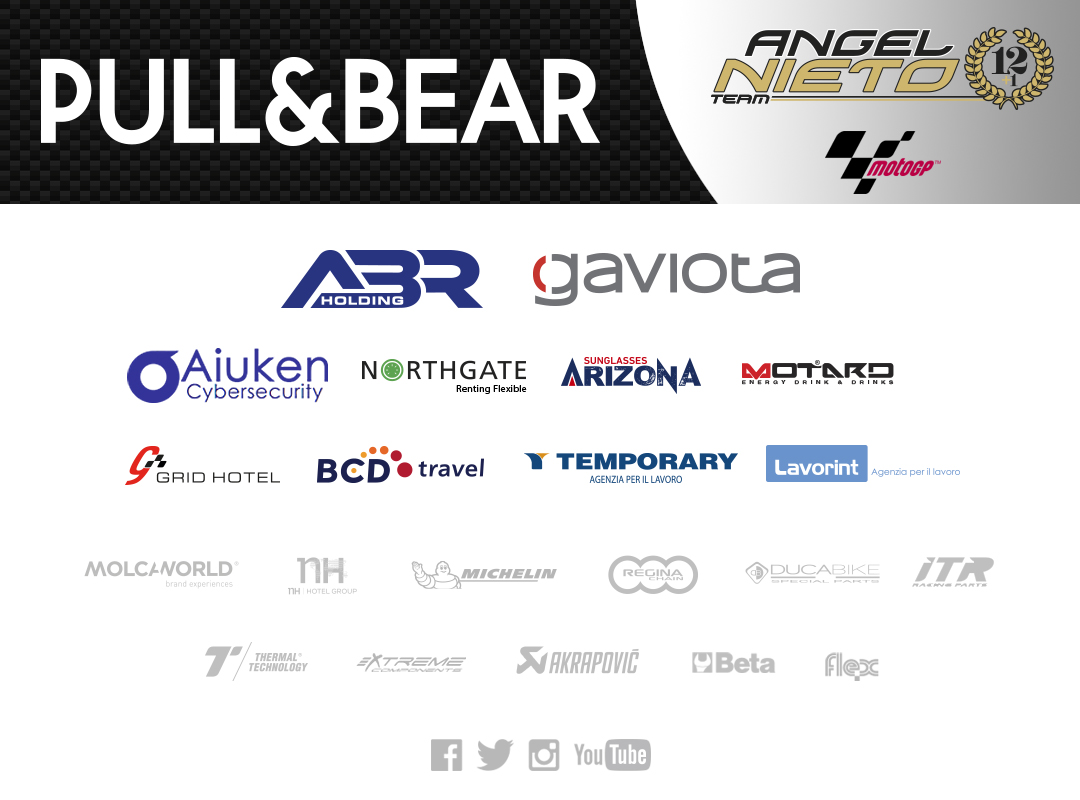 PULL&BEAR
ANGEL
NIETO
TEAM
12
+1
motoGP™
ABR
HOLDING
gaviota
Aiuken
Cybersecurity
NORTHGATE
Renting Flexible
SUNGLASSES
ARIZONA
MOTARD®
ENERGY DRINK & DRINKS
GRID HOTEL
BCD travel
TEMPORARY
AGENZIA PER IL LAVORO
Lavorint Agenzia per il lavoro
MOLCAWORLD®
brand experiences
nH
nH | HOTEL GROUP
MICHELIN
REGINA
CHAIN
DUCABIKE
SPECIAL PARTS
iTR
RACING PARTS
THERMAL®
TECHNOLOGY
EXTREME
COMPONENTS
AKRAPOVIČ
Beta
flex
YouTube